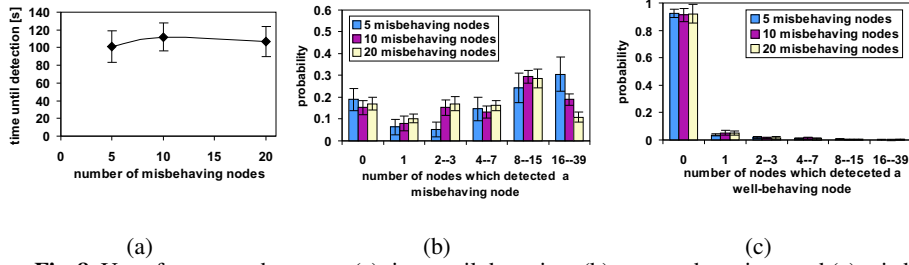 140
120
100
80
60
40
20
0
time until detection [s]
0 5 10 15 20
number of misbehaving nodes
(a)
0.6
0.5
0.4
0.3
0.2
0.1
0
probability
5 misbehaving nodes
10 misbehaving nodes
20 misbehaving nodes
0 1 2--3 4--7 8--15 16--39
number of nodes which detected a
misbehaving node
(b)
1
0.8
0.6
0.4
0.2
0
probability
5 misbehaving nodes
10 misbehaving nodes
20 misbehaving nodes
0 1 2--3 4--7 8--15 16--39
number of nodes which deteceted a
well-behaving node
(c)